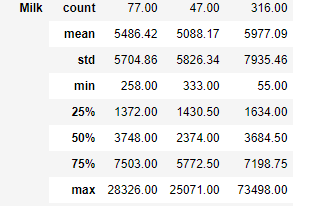 Milk count 77.00 47.00 316.00
mean 5486.42 5088.17 5977.09
std 5704.86 5826.34 7935.46
min 258.00 333.00 55.00
25% 1372.00 1430.50 1634.00
50% 3748.00 2374.00 3684.50
75% 7503.00 5772.50 7198.75
max 28326.00 25071.00 73498.00